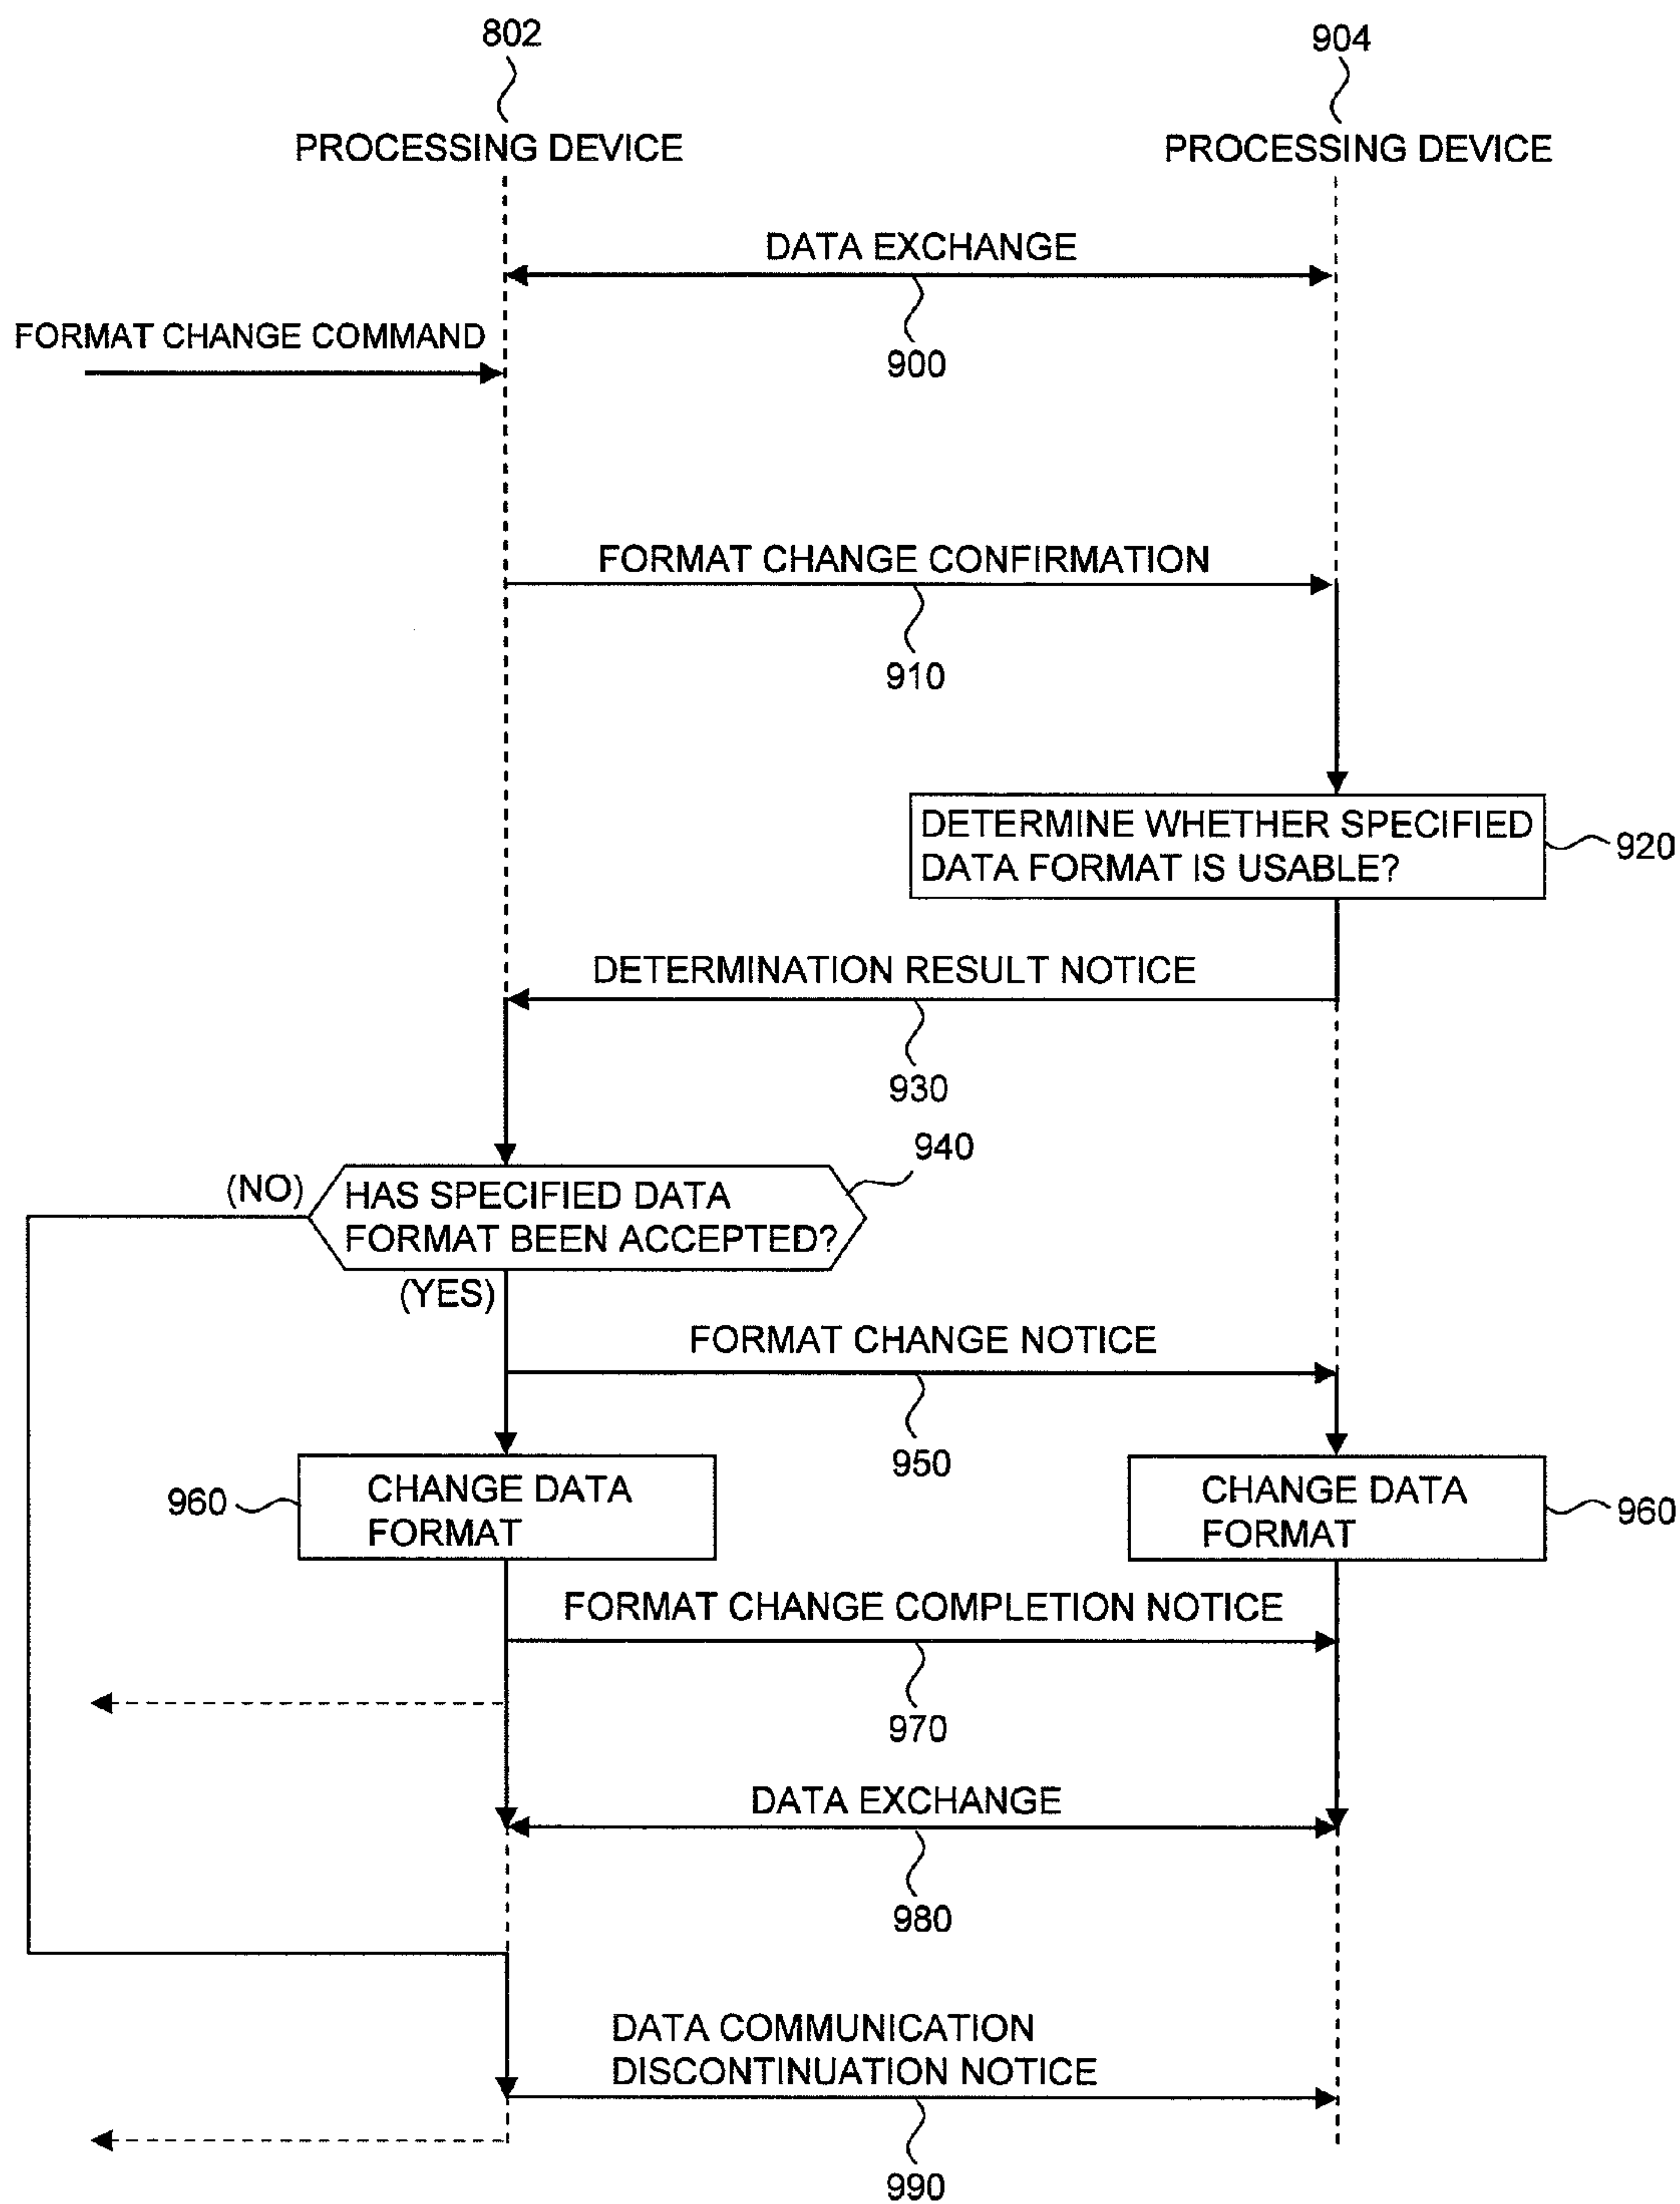 802
904
PROCESSING DEVICE
PROCESSING DEVICE
DATA EXCHANGE
FORMAT CHANGE COMMAND
900
FORMAT CHANGE CONFIRMATION
910
DETERMINE WHETHER SPECIFIED
DATA FORMAT IS USABLE?
920
DETERMINATION RESULT NOTICE
930
940
(NO)
HAS SPECIFIED DATA
FORMAT BEEN ACCEPTED?
(YES)
FORMAT CHANGE NOTICE
950
960
CHANGE DATA
FORMAT
CHANGE DATA
FORMAT
960
FORMAT CHANGE COMPLETION NOTICE
970
DATA EXCHANGE
980
DATA COMMUNICATION
DISCONTINUATION NOTICE
990